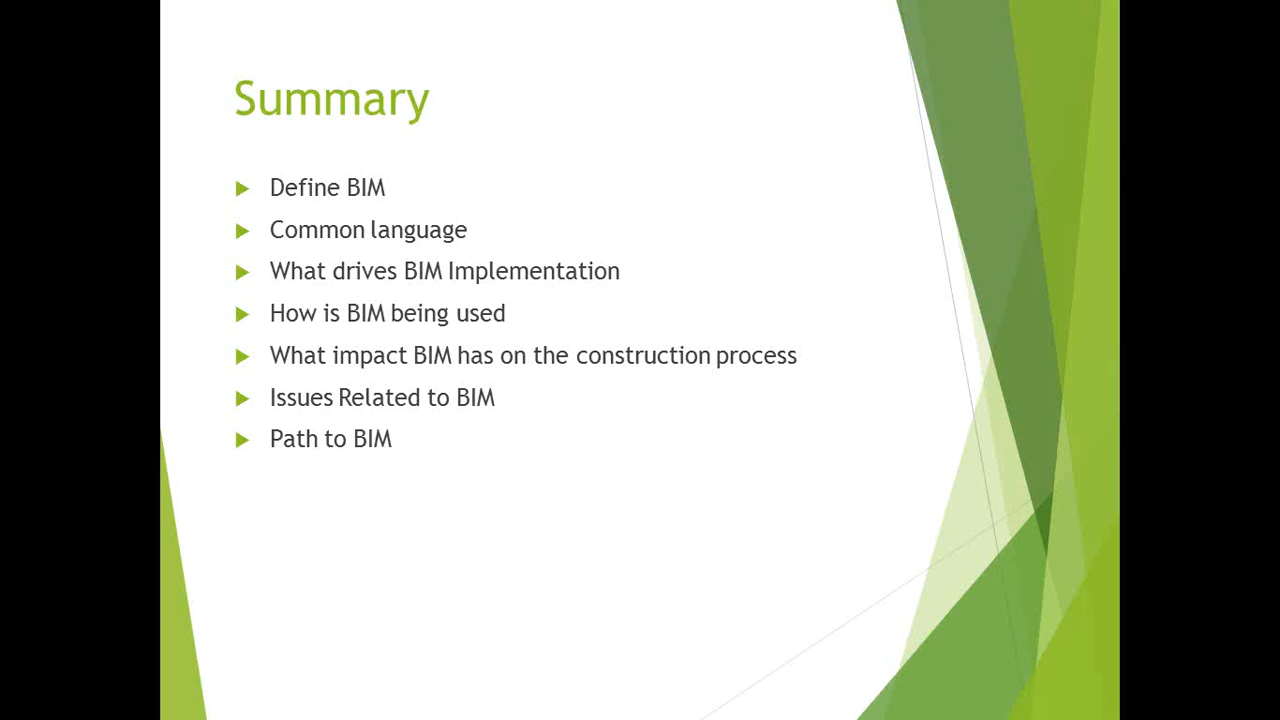 Summary
Define BIM
Common language
What drives BIM Implementation
How is BIM being used
What impact BIM has on the construction process
Issues Related to BIM
Path to BIM